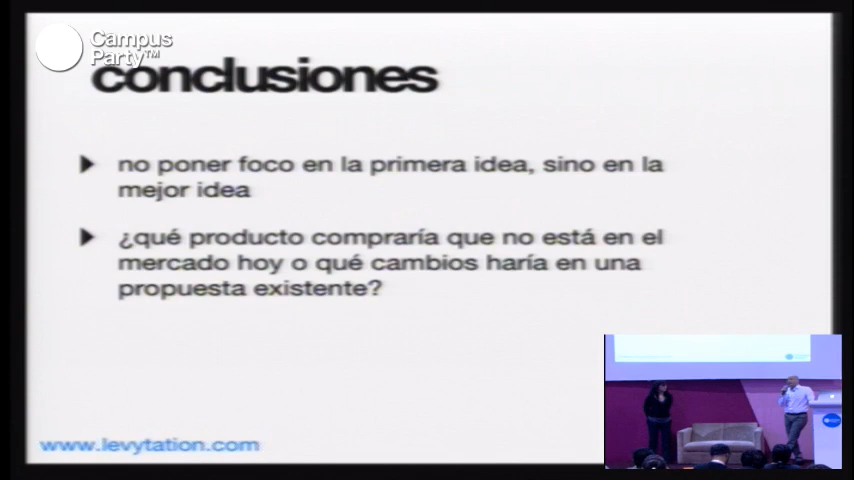 Campus
Party™
conclusiones
no poner foco en la primera idea, sino en la
mejor idea
¿qué producto compraría que no está en el
mercado hoy o qué cambios haría en una
propuesta existente?
www.levytation.com